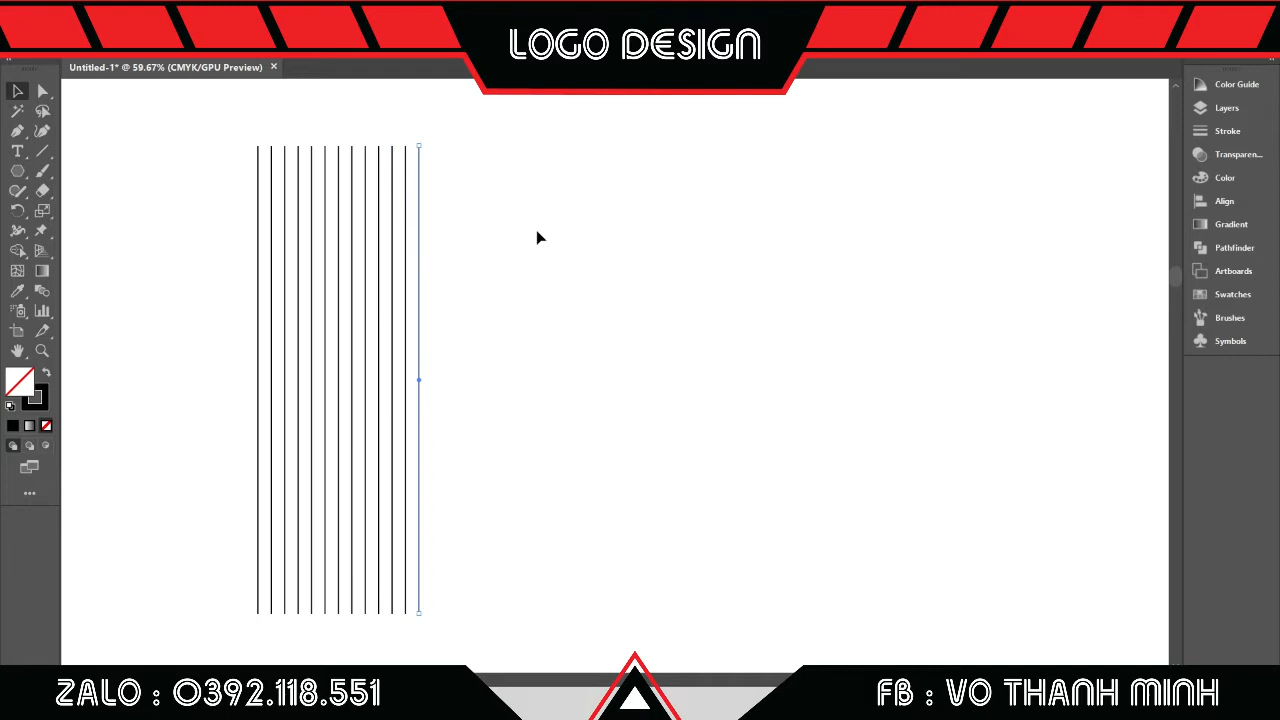 LOGO DESIGN
Untitled-1* @ 59.67% (CMYK/GPU Preview) ×
Color Guide
Layers
Stroke
Transparen...
Color
Align
Gradient
Pathfinder
Artboards
Swatches
Brushes
Symbols
ZALO : 0392.118.551
FB : VO THANH MINH